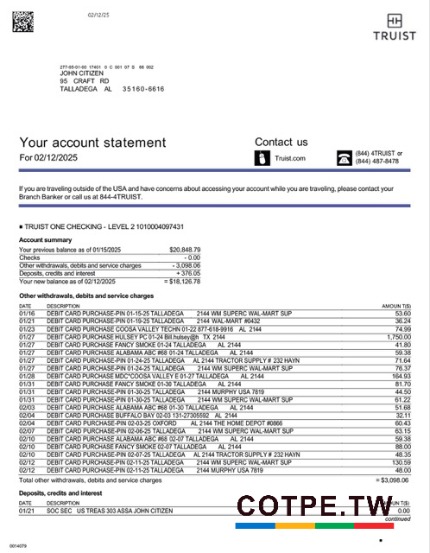 02/12/25
TRUIST
JOHN CITIZEN
95 CRAFT RD
TALLADEGA AL 35160-6616
Your account statement
For 02/12/2025
Contact us
Truist.com
(844) 4TRUIST or
(844) 487-8478
If you are traveling outside of the USA and have concerns about accessing your account while you are traveling, please contact your
Branch Banker or call us at 844-4TRUIST.
TRUIST ONE CHECKING - LEVEL 2 1010004097431
Account summary
Your previous balance as of 01/15/2025 $20,848.79
Checks - 0.00
Other withdrawals, debits and service charges - 3,098.06
Deposits, credits and interest + 376.05
Your new balance as of 02/12/2025 = $18,126.78
Other withdrawals, debits and service charges
DATE DESCRIPTION AMOUNT($)
01/16 DEBIT CARD PURCHASE-PIN 01-15-25 TALLADEGA 2144 WM SUPERC WAL-MART SUP 53.60
01/21 DEBIT CARD PURCHASE-PIN 01-19-25 TALLADEGA 2144 WAL-MART #0432 36.24
01/23 DEBIT CARD PURCHASE COOSA VALLEY TECHN 01-22 877-618-9916 AL 2144 74.99
01/27 DEBIT CARD PURCHASE HULSEY PC 01-24 Bill.hulsey@h TX 2144 1,750.00
01/27 DEBIT CARD PURCHASE FANCY SMOKE 01-24 TALLADEGA AL 2144 41.80
01/27 DEBIT CARD PURCHASE ALABAMA ABC #68 01-24 TALLADEGA AL 2144 59.38
01/27 DEBIT CARD PURCHASE-PIN 01-24-25 TALLADEGA AL 2144 TRACTOR SUPPLY # 232 HAYN 71.64
01/27 DEBIT CARD PURCHASE-PIN 01-24-25 TALLADEGA 2144 WM SUPERC WAL-MART SUP 76.37
01/28 DEBIT CARD PURCHASE MDC*COOSA VALLEY E 01-27 TALLADEGA AL 2144 164.93
01/31 DEBIT CARD PURCHASE FANCY SMOKE 01-30 TALLADEGA AL 2144 81.70
01/31 DEBIT CARD PURCHASE-PIN 01-30-25 TALLADEGA 2144 MURPHY USA 7819 44.50
01/31 DEBIT CARD PURCHASE-PIN 01-30-25 TALLADEGA 2144 WM SUPERC WAL-MART SUP 61.22
02/03 DEBIT CARD PURCHASE ALABAMA ABC #68 01-30 TALLADEGA AL 2144 51.68
02/04 DEBIT CARD PURCHASE BUFFALO BAY 02-03 131-27305592 AL 2144 32.11
02/04 DEBIT CARD PURCHASE-PIN 02-03-25 OXFORD AL 2144 THE HOME DEPOT #0866 60.43
02/07 DEBIT CARD PURCHASE-PIN 02-06-25 TALLADEGA 2144 WM SUPERC WAL-MART SUP 63.15
02/10 DEBIT CARD PURCHASE ALABAMA ABC #68 02-07 TALLADEGA AL 2144 59.38
02/10 DEBIT CARD PURCHASE FANCY SMOKE 02-07 TALLADEGA AL 2144 88.00
02/10 DEBIT CARD PURCHASE-PIN 02-07-25 TALLADEGA AL 2144 TRACTOR SUPPLY # 232 HAYN 48.35
02/12 DEBIT CARD PURCHASE-PIN 02-11-25 TALLADEGA 2144 WM SUPERC WAL-MART SUP 130.59
02/12 DEBIT CARD PURCHASE-PIN 02-11-25 TALLADEGA 2144 MURPHY USA 7819 48.00
Total other withdrawals, debits and service charges = $3,098.06
Deposits, credits and interest
DATE DESCRIPTION AMOUNT($)
01/21 SOC SEC US TREAS 303 ASSA JOHN CITIZEN 0.00
continued
COTPE.TW
0014079